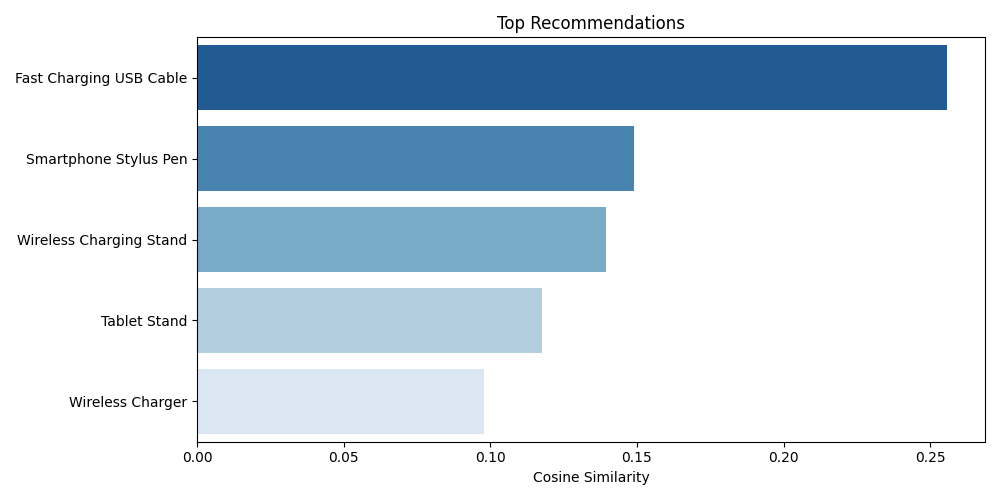 Top Recommendations
Fast Charging USB Cable
Smartphone Stylus Pen
Wireless Charging Stand
Tablet Stand
Wireless Charger
0.00 0.05 0.10 0.15 0.20 0.25
Cosine Similarity